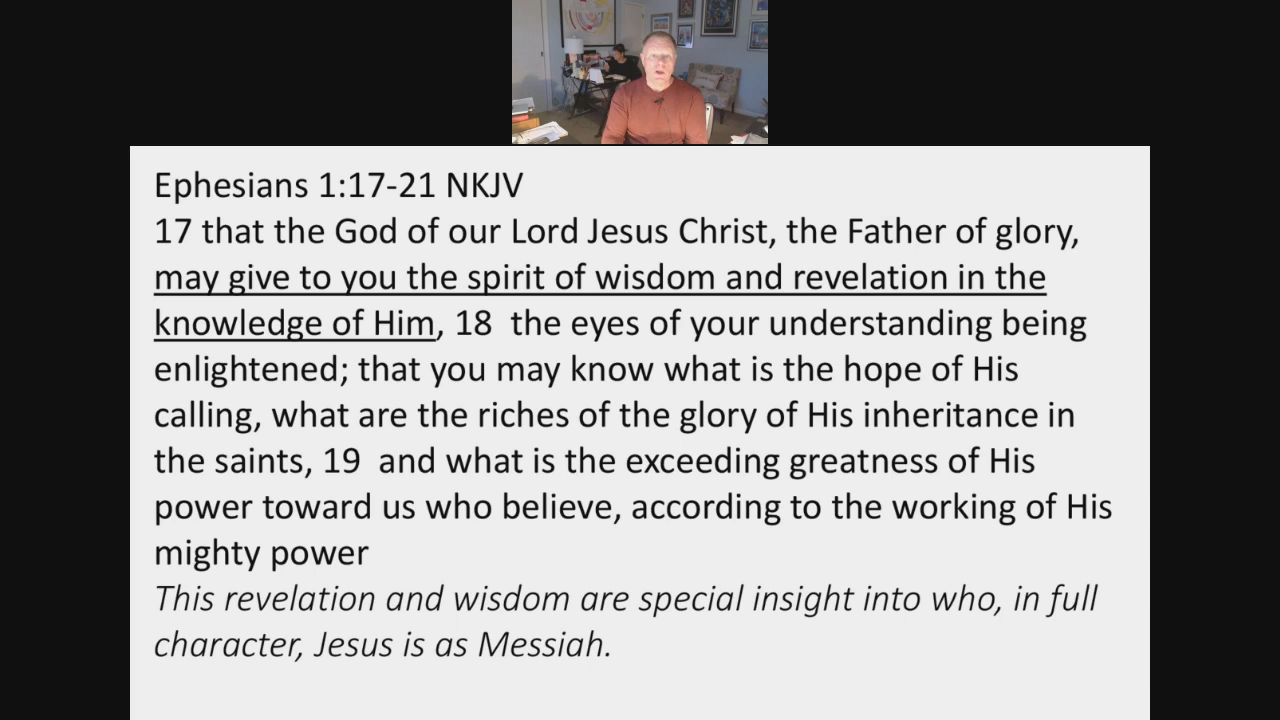 Ephesians 1:17-21 NKJV
17 that the God of our Lord Jesus Christ, the Father of glory,
may give to you the spirit of wisdom and revelation in the
knowledge of Him, 18  the eyes of your understanding being
enlightened; that you may know what is the hope of His
calling, what are the riches of the glory of His inheritance in
the saints, 19  and what is the exceeding greatness of His
power toward us who believe, according to the working of His
mighty power
This revelation and wisdom are special insight into who, in full
character, Jesus is as Messiah.